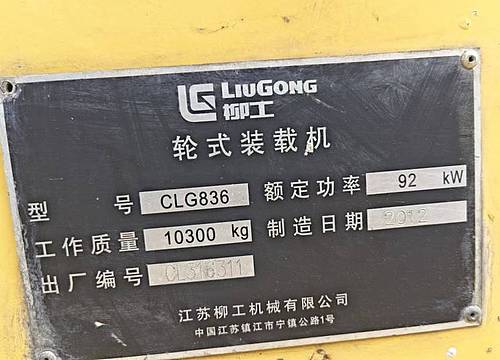 LIUGONG
柳工
轮式装载机
型 号 CLG836 额定功率 92 kW
工作质量 10300 kg 制造日期 2012
出厂编号 CL316311
江苏柳工机械有限公司
中国江苏镇江市宁镇公路1号